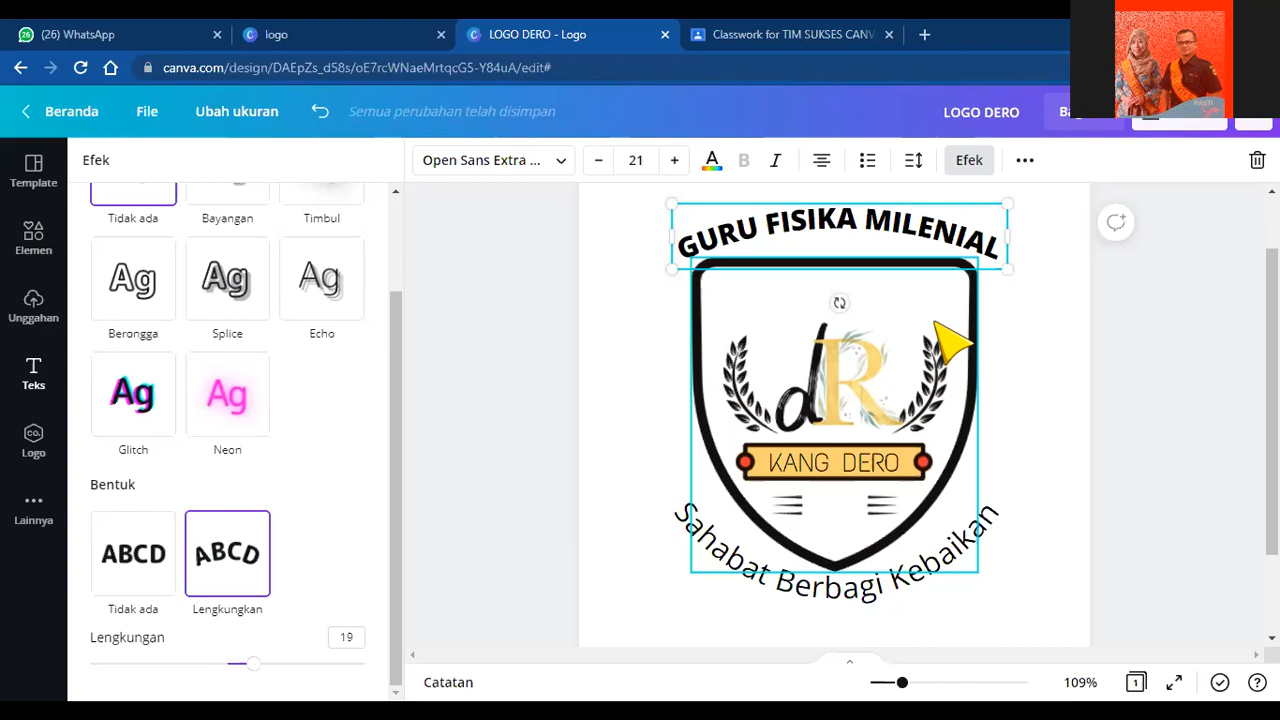 (26) WhatsApp
logo
LOGO DERO - Logo
Classwork for TIM SUKSES CANV
canva.com/design/DAEpZs_d58s/oE7rcWNaeMrtqcG5-Y84uA/edit#
Beranda
File
Ubah ukuran
Semua perubahan telah disimpan
LOGO DERO
PASTI
Efek
Open Sans Extra ...
21
A
B
I
Efek
Template
Elemen
Unggahan
Teks
Logo
Lainnya
Tidak ada
Bayangan
Timbul
Ag
Ag
Ag
Berongga
Splice
Echo
Ag
Ag
Glitch
Neon
Bentuk
ABCD
ABCD
Tidak ada
Lengkungkan
Lengkungan
19
GURU FISIKA MILENIAL
dR
KANG DERO
Sahabat Berbagi Kebaikan
Catatan
109%
1